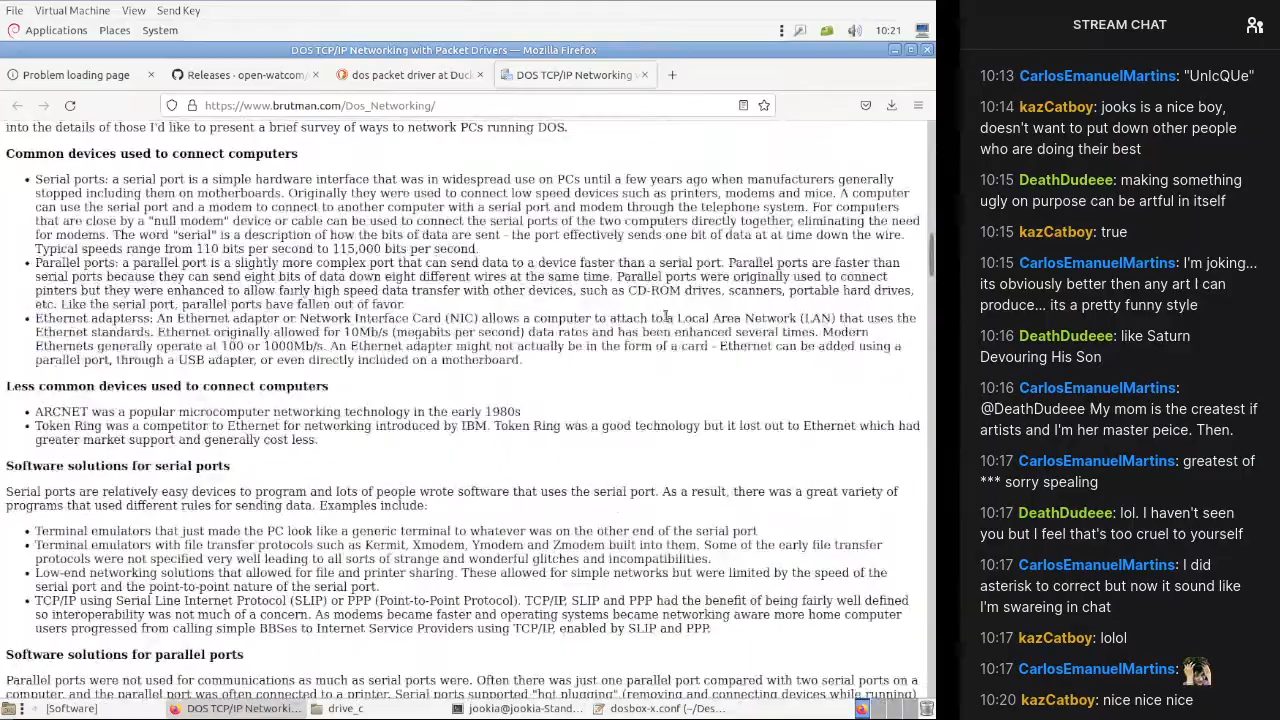 File Virtual Machine View Send Key
Applications Places System 10:21
DOS TCP/IP Networking with Packet Drivers — Mozilla Firefox
Problem loading page × Releases · open-watcom/ × dos packet driver at Duck × DOS TCP/IP Networking w × +
https://www.brutman.com/Dos_Networking/
into the details of those I'd like to present a brief survey of ways to network PCs running DOS.
Common devices used to connect computers
• Serial ports: a serial port is a simple hardware interface that was in widespread use on PCs until a few years ago when manufacturers generally
stopped including them on motherboards. Originally they were used to connect low speed devices such as printers, modems and mice. A computer
can use the serial port and a modem to connect to another computer with a serial port and modem through the telephone system. For computers
that are close by a "null modem" device or cable can be used to connect the serial ports of the two computers directly together, eliminating the need
for modems. The word "serial" is a description of how the bits of data are sent - the port effectively sends one bit of data at at time down the wire.
Typical speeds range from 110 bits per second to 115,000 bits per second.
• Parallel ports: a parallel port is a slightly more complex port that can send data to a device faster than a serial port. Parallel ports are faster than
serial ports because they can send eight bits of data down eight different wires at the same time. Parallel ports were originally used to connect
pinters but they were enhanced to allow fairly high speed data transfer with other devices, such as CD-ROM drives, scanners, portable hard drives,
etc. Like the serial port, parallel ports have fallen out of favor.
• Ethernet adapterss: An Ethernet adapter or Network Interface Card (NIC) allows a computer to attach to a Local Area Network (LAN) that uses the
Ethernet standards. Ethernet originally allowed for 10Mb/s (megabits per second) data rates and has been enhanced several times. Modern
Ethernets generally operate at 100 or 1000Mb/s. An Ethernet adapter might not actually be in the form of a card - Ethernet can be added using a
parallel port, through a USB adapter, or even directly included on a motherboard.
Less common devices used to connect computers
• ARCNET was a popular microcomputer networking technology in the early 1980s
• Token Ring was a competitor to Ethernet for networking introduced by IBM. Token Ring was a good technology but it lost out to Ethernet which had
greater market support and generally cost less.
Software solutions for serial ports
Serial ports are relatively easy devices to program and lots of people wrote software that uses the serial port. As a result, there was a great variety of
programs that used different rules for sending data. Examples include:
• Terminal emulators that just made the PC look like a generic terminal to whatever was on the other end of the serial port
• Terminal emulators with file transfer protocols such as Kermit, Xmodem, Ymodem and Zmodem built into them. Some of the early file transfer
protocols were not specified very well leading to all sorts of strange and wonderful glitches and incompatibilities.
• Low-end networking solutions that allowed for file and printer sharing. These allowed for simple networks but were limited by the speed of the
serial port and the point-to-point nature of the serial port.
• TCP/IP using Serial Line Internet Protocol (SLIP) or PPP (Point-to-Point Protocol). TCP/IP, SLIP and PPP had the benefit of being fairly well defined
so interoperability was not much of a concern. As modems became faster and operating systems became networking aware more home computer
users progressed from calling simple BBSes to Internet Service Providers using TCP/IP, enabled by SLIP and PPP.
Software solutions for parallel ports
Parallel ports were not used for communications as much as serial ports were. Often there was just one parallel port compared with two serial ports on a
computer, and the parallel port was often connected to a printer. Serial ports supported "hot plugging" (removing and connecting devices while running)
[Software] DOS TCP/IP Networki... drive_c jookia@jookia-Stand... dosbox-x.conf (~/Des...
STREAM CHAT
10:13 CarlosEmanuelMartins: "UnIcQUe"
10:14 kazCatboy: jooks is a nice boy,
doesn't want to put down other people
who are doing their best
10:15 DeathDudeee: making something
ugly on purpose can be artful in itself
10:15 kazCatboy: true
10:15 CarlosEmanuelMartins: I'm joking...
its obviously better then any art I can
produce... its a pretty funny style
10:16 DeathDudeee: like Saturn
Devouring His Son
10:16 CarlosEmanuelMartins:
@DeathDudeee My mom is the createst if
artists and I'm her master peice. Then.
10:17 CarlosEmanuelMartins: greatest of
*** sorry spealing
10:17 DeathDudeee: lol. I haven't seen
you but I feel that's too cruel to yourself
10:17 CarlosEmanuelMartins: I did
asterisk to correct but now it sound like
I'm swareing in chat
10:17 kazCatboy: lolol
10:17 CarlosEmanuelMartins:
10:20 kazCatboy: nice nice nice